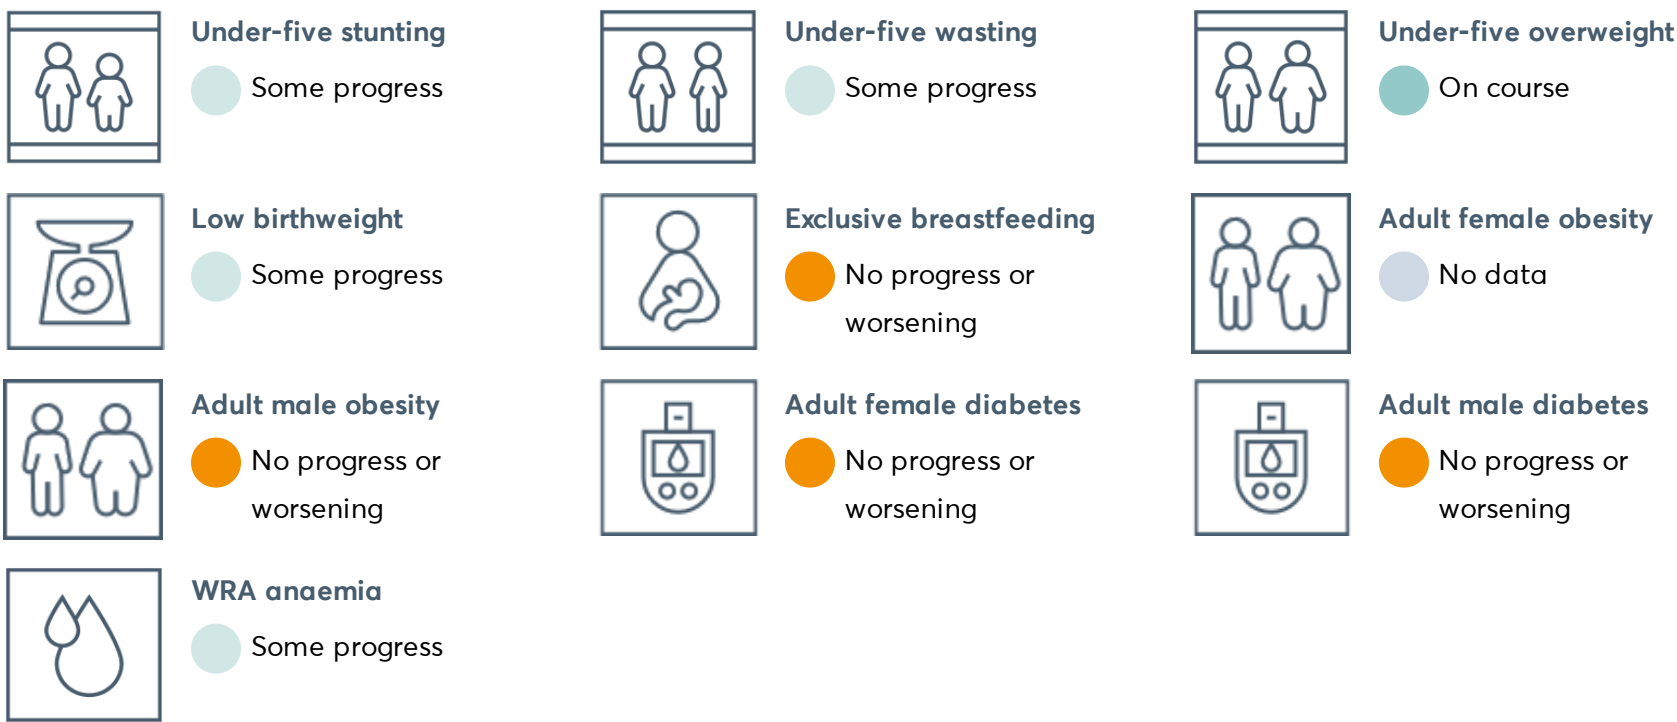 Under-five stunting
Some progress
Under-five wasting
Some progress
Under-five overweight
On course
Low birthweight
Some progress
Exclusive breastfeeding
No progress or
worsening
Adult female obesity
No data
Adult male obesity
No progress or
worsening
Adult female diabetes
No progress or
worsening
Adult male diabetes
No progress or
worsening
WRA anaemia
Some progress